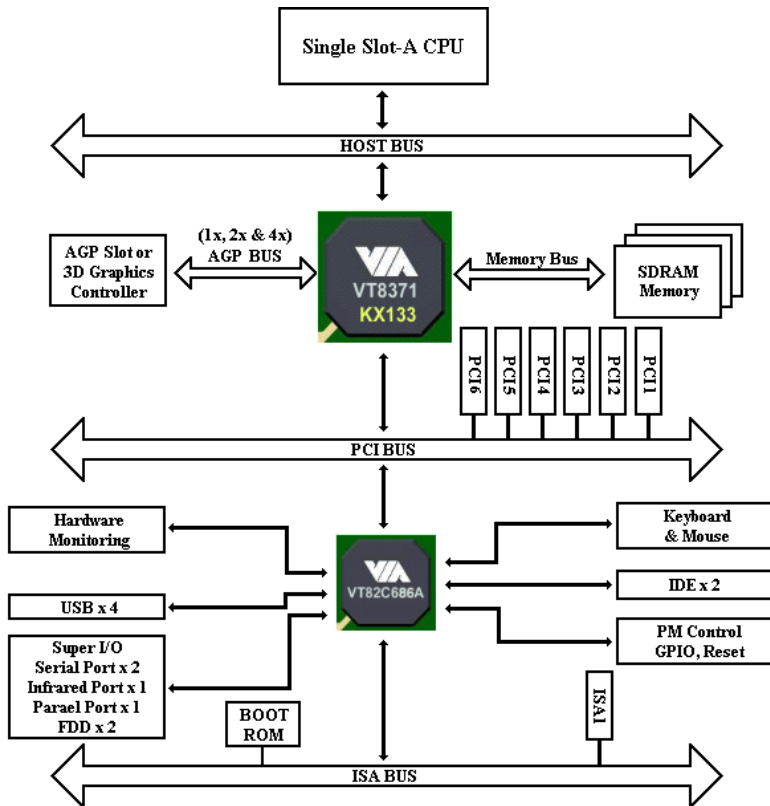 Single Slot-A CPU
HOST BUS
(1x, 2x & 4x)
AGP BUS
AGP Slot or
3D Graphics
Controller
VIA
VT8371
KX133
Memory Bus
SDRAM
Memory
PCI6
PCI5
PCI4
PCI3
PCI2
PCI1
PCI BUS
Hardware
Monitoring
USB x 4
Super I/O
Serial Port x 2
Infrared Port x 1
Parael Port x 1
FDD x 2
VIA
VT82C686A
Keyboard
& Mouse
IDE x 2
PM Control
GPIO, Reset
BOOT
ROM
ISA1
ISA BUS